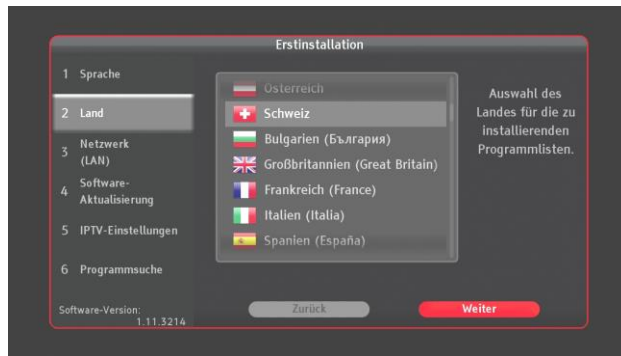 Erstinstallation
1 Sprache
2 Land
3 Netzwerk
(LAN)
4 Software-
Aktualisierung
5 IPTV-Einstellungen
6 Programmsuche
Software-Version:
1.11.3214
Österreich
Schweiz
Bulgarien (България)
Großbritannien (Great Britain)
Frankreich (France)
Italien (Italia)
Spanien (España)
Auswahl des
Landes für die zu
installierenden
Programmlisten.
Zurück
Weiter